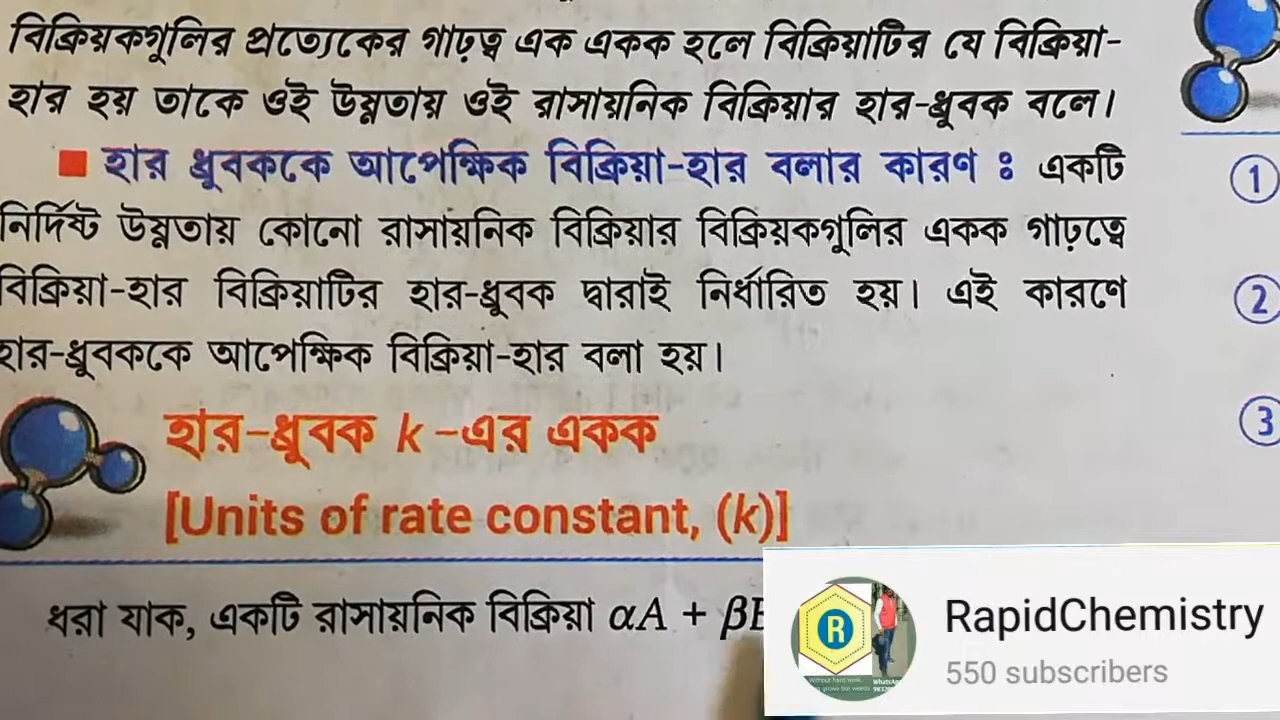 বিক্রিয়কগুলির প্রত্যেকের গাঢ়ত্ব এক একক হলে বিক্রিয়াটির যে বিক্রিয়া-
হার হয় তাকে ওই উষ্ণতায় ওই রাসায়নিক বিক্রিয়ার হার-ধ্রুবক বলে।
■ হার ধ্রুবককে আপেক্ষিক বিক্রিয়া-হার বলার কারণ ঃ একটি
নির্দিষ্ট উষ্ণতায় কোনো রাসায়নিক বিক্রিয়ার বিক্রিয়কগুলির একক গাঢ়ত্বে
বিক্রিয়া-হার বিক্রিয়াটির হার-ধ্রুবক দ্বারাই নির্ধারিত হয়। এই কারণে
হার-ধ্রুবককে আপেক্ষিক বিক্রিয়া-হার বলা হয়।
হার-ধ্রুবক k -এর একক
[Units of rate constant, (k)]
ধরা যাক, একটি রাসায়নিক বিক্রিয়া αA + β
1
2
3
R
RapidChemistry
550 subscribers